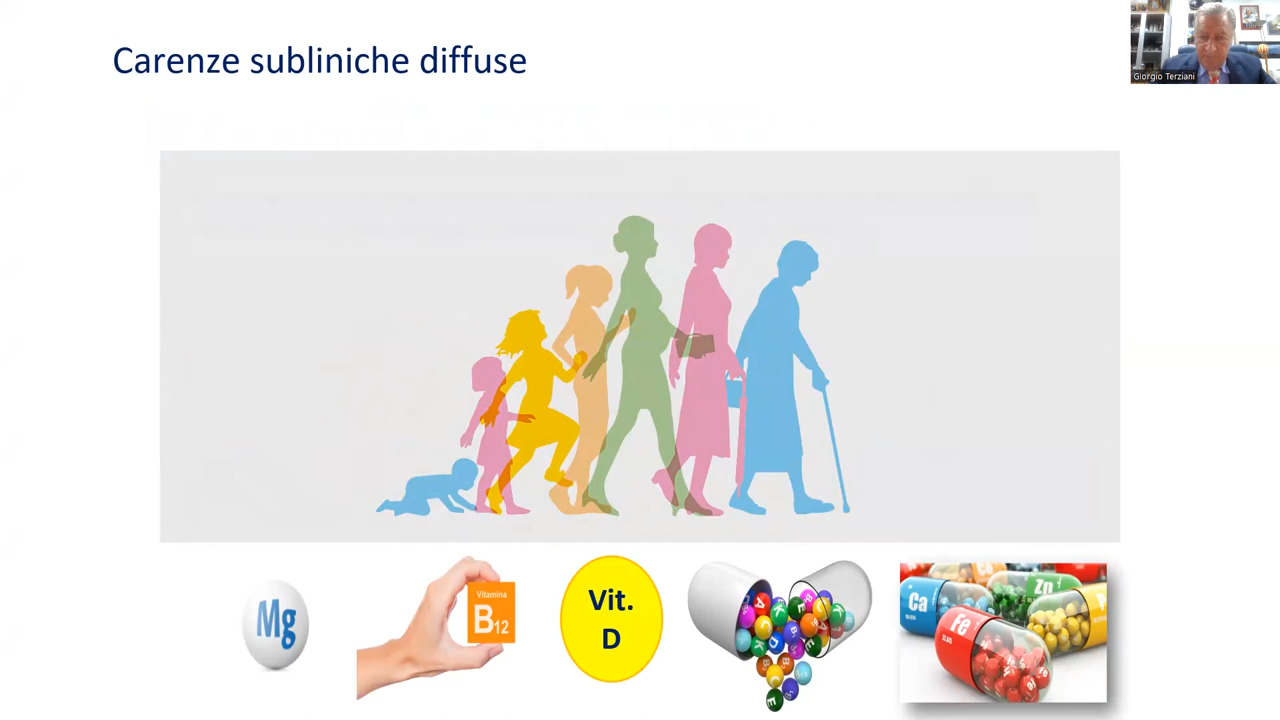 Carenze subliniche diffuse
Giorgio Terziani
Mg
Vitamina
B12
Vit.
D
A
K
E
D
B
C
E
Ca
Zn
Fe